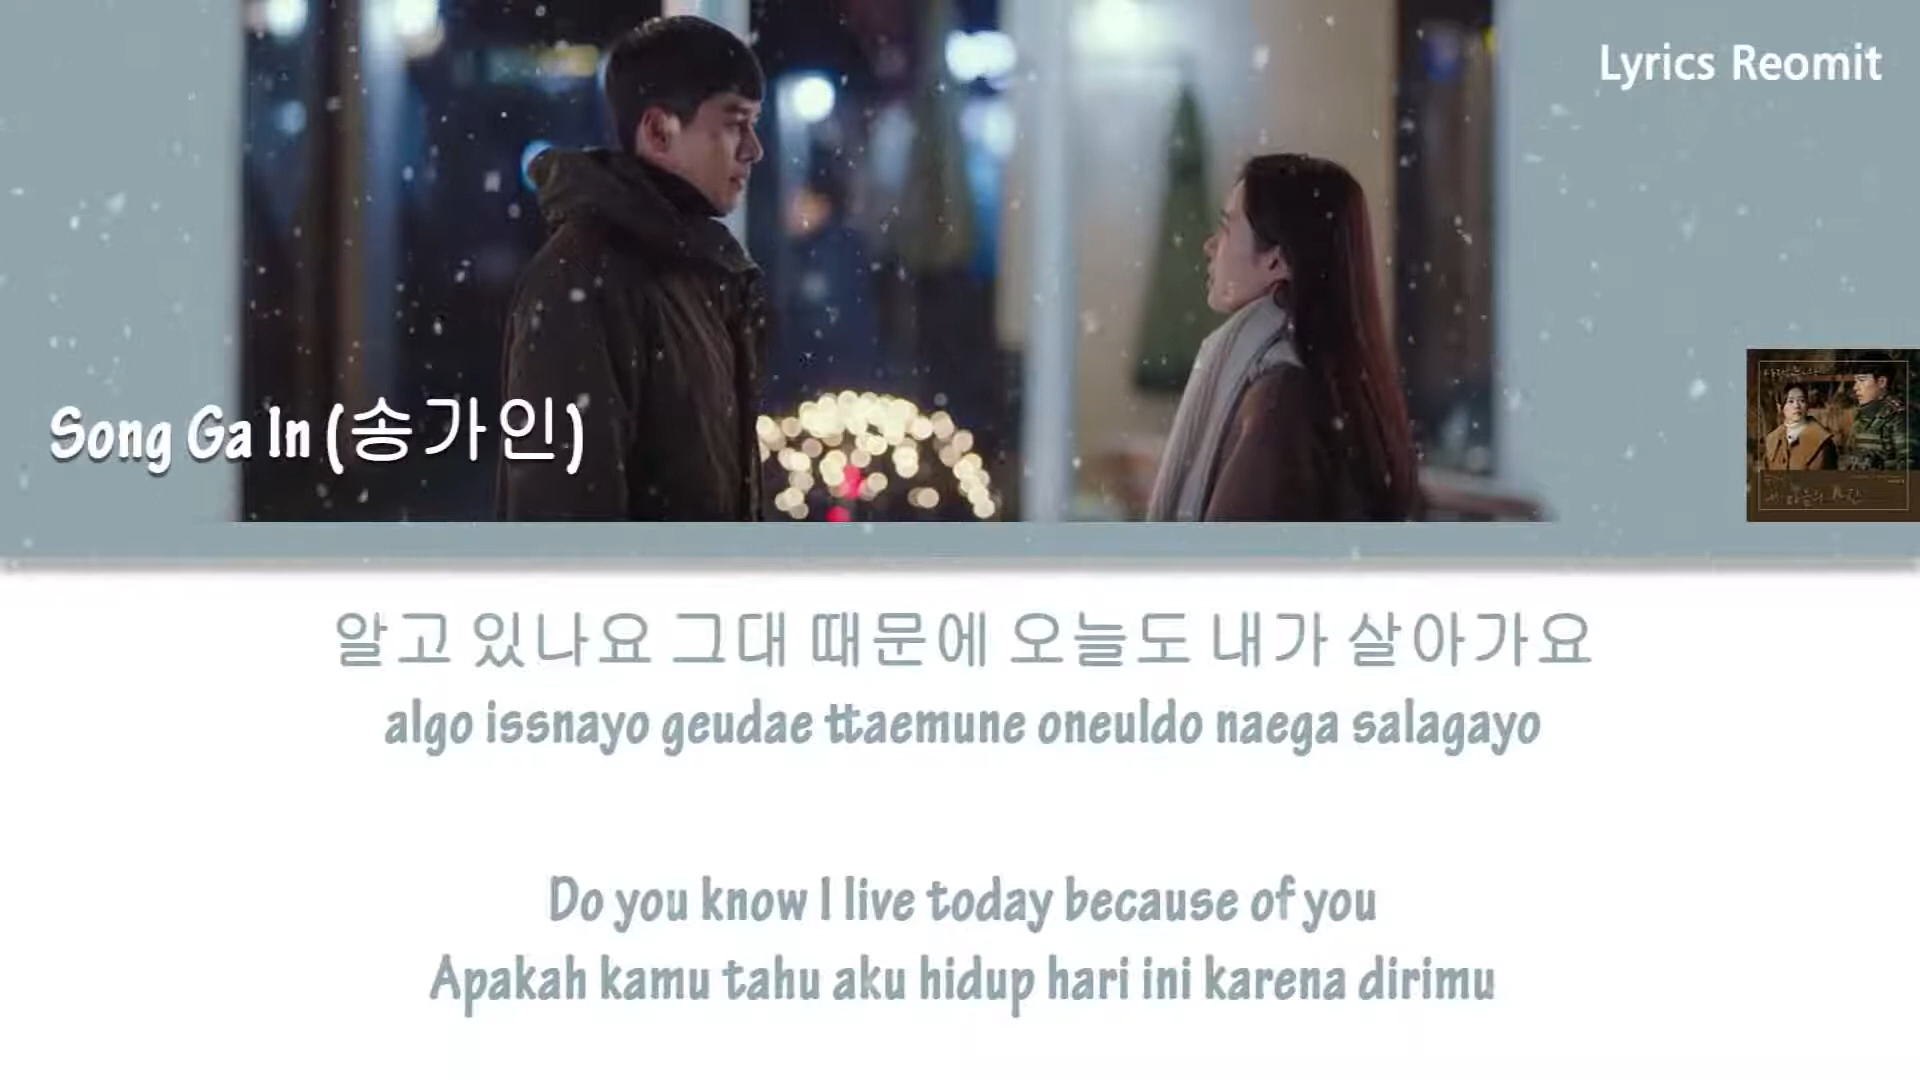 Lyrics Reomit
Song Ga In (송가인)
알고 있나요 그대 때문에 오늘도 내가 살아가요
algo issnayo geudae ttaemune oneuldo naega salagayo
Do you know I live today because of you
Apakah kamu tahu aku hidup hari ini karena dirimu